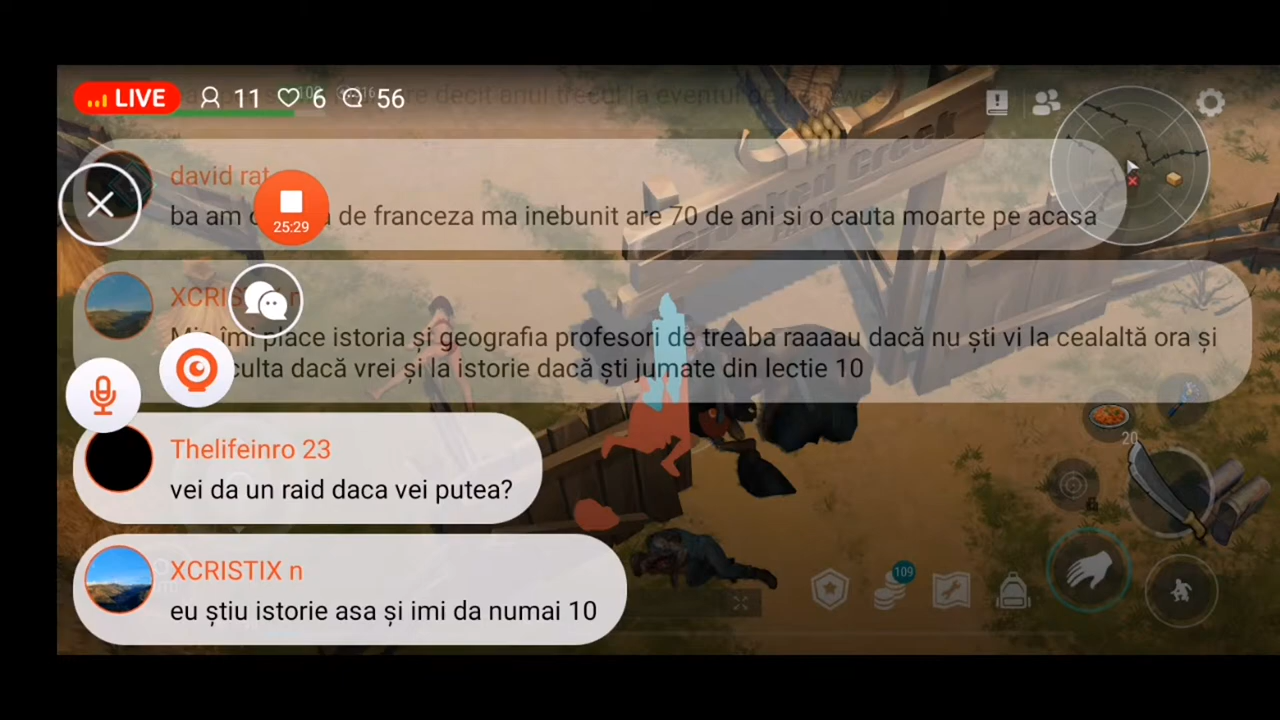 LIVE 11 6 56
david rat
ba am de franceza ma inebunit are 70 de ani si o cauta moarte pe acasa
25:29
îmi place istoria și geografia profesori de treaba raaaau dacă nu ști vi la cealaltă ora și
culta dacă vrei și la istorie dacă ști jumate din lectie 10
Thelifeinro 23
vei da un raid daca vei putea?
XCRISTIX n
eu știu istorie asa și imi da numai 10
Crooked Creek
20
109